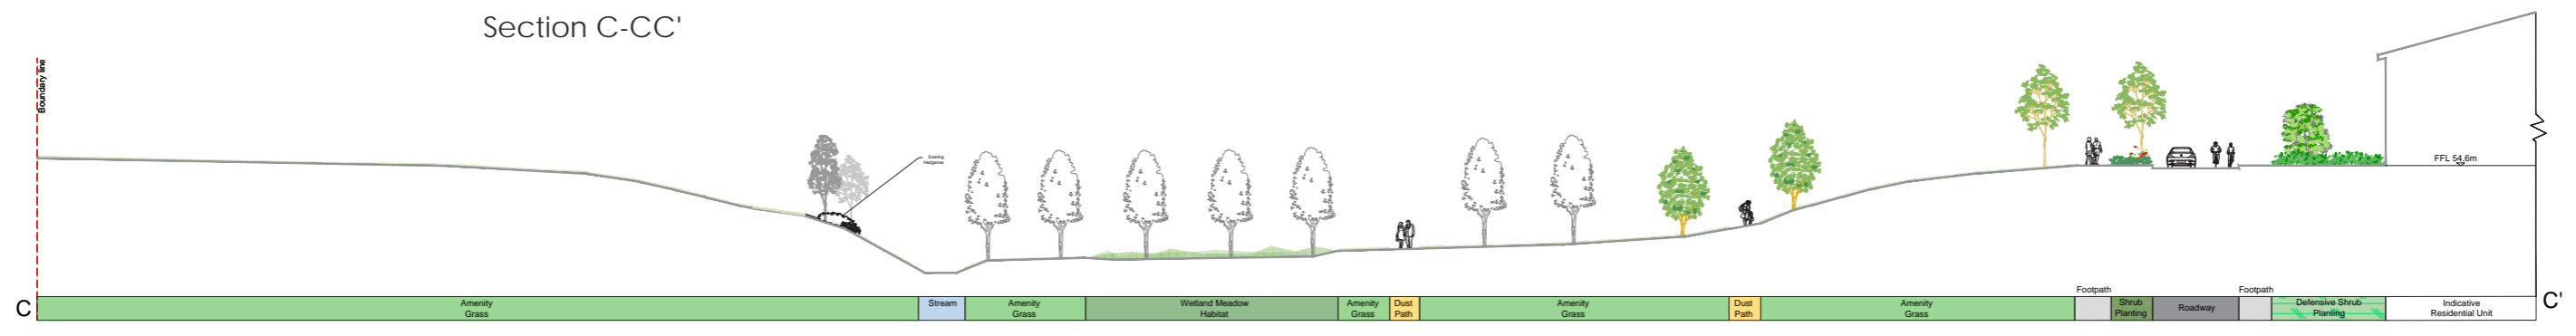 Section C-CC'
Boundary line
Existing
Hedgerow
FFL 54.6m
Footpath
Footpath
C
Amenity
Grass
Stream
Amenity
Grass
Wetland Meadow
Habitat
Amenity
Grass
Dust
Path
Amenity
Grass
Dust
Path
Amenity
Grass
Shrub
Planting
Roadway
Defensive Shrub
Planting
Indicative
Residential Unit
C'